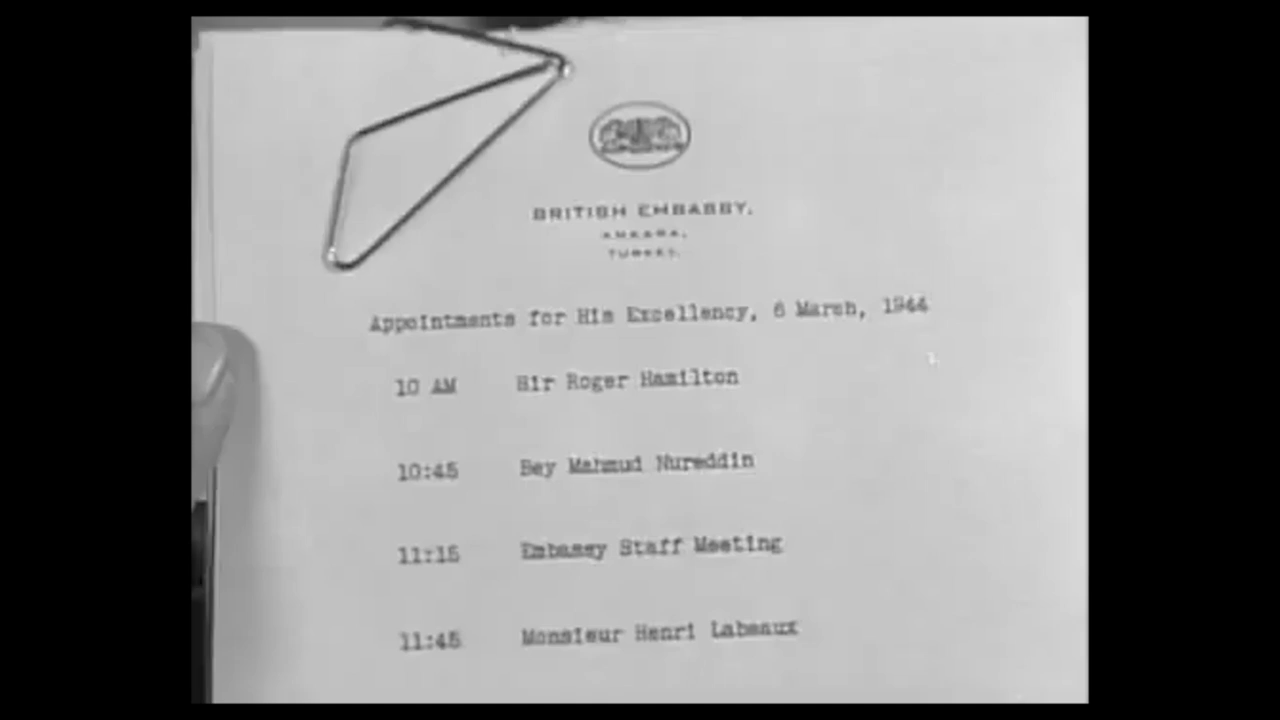 BRITISH EMBASSY,
ANKARA,
TURKEY.
Appointments for His Excellency, 6 March, 1944
10 AM Sir Roger Hamilton
10:45 Bey Mahmud Nureddin
11:15 Embassy Staff Meeting
11:45 Monsieur Henri Labeaux